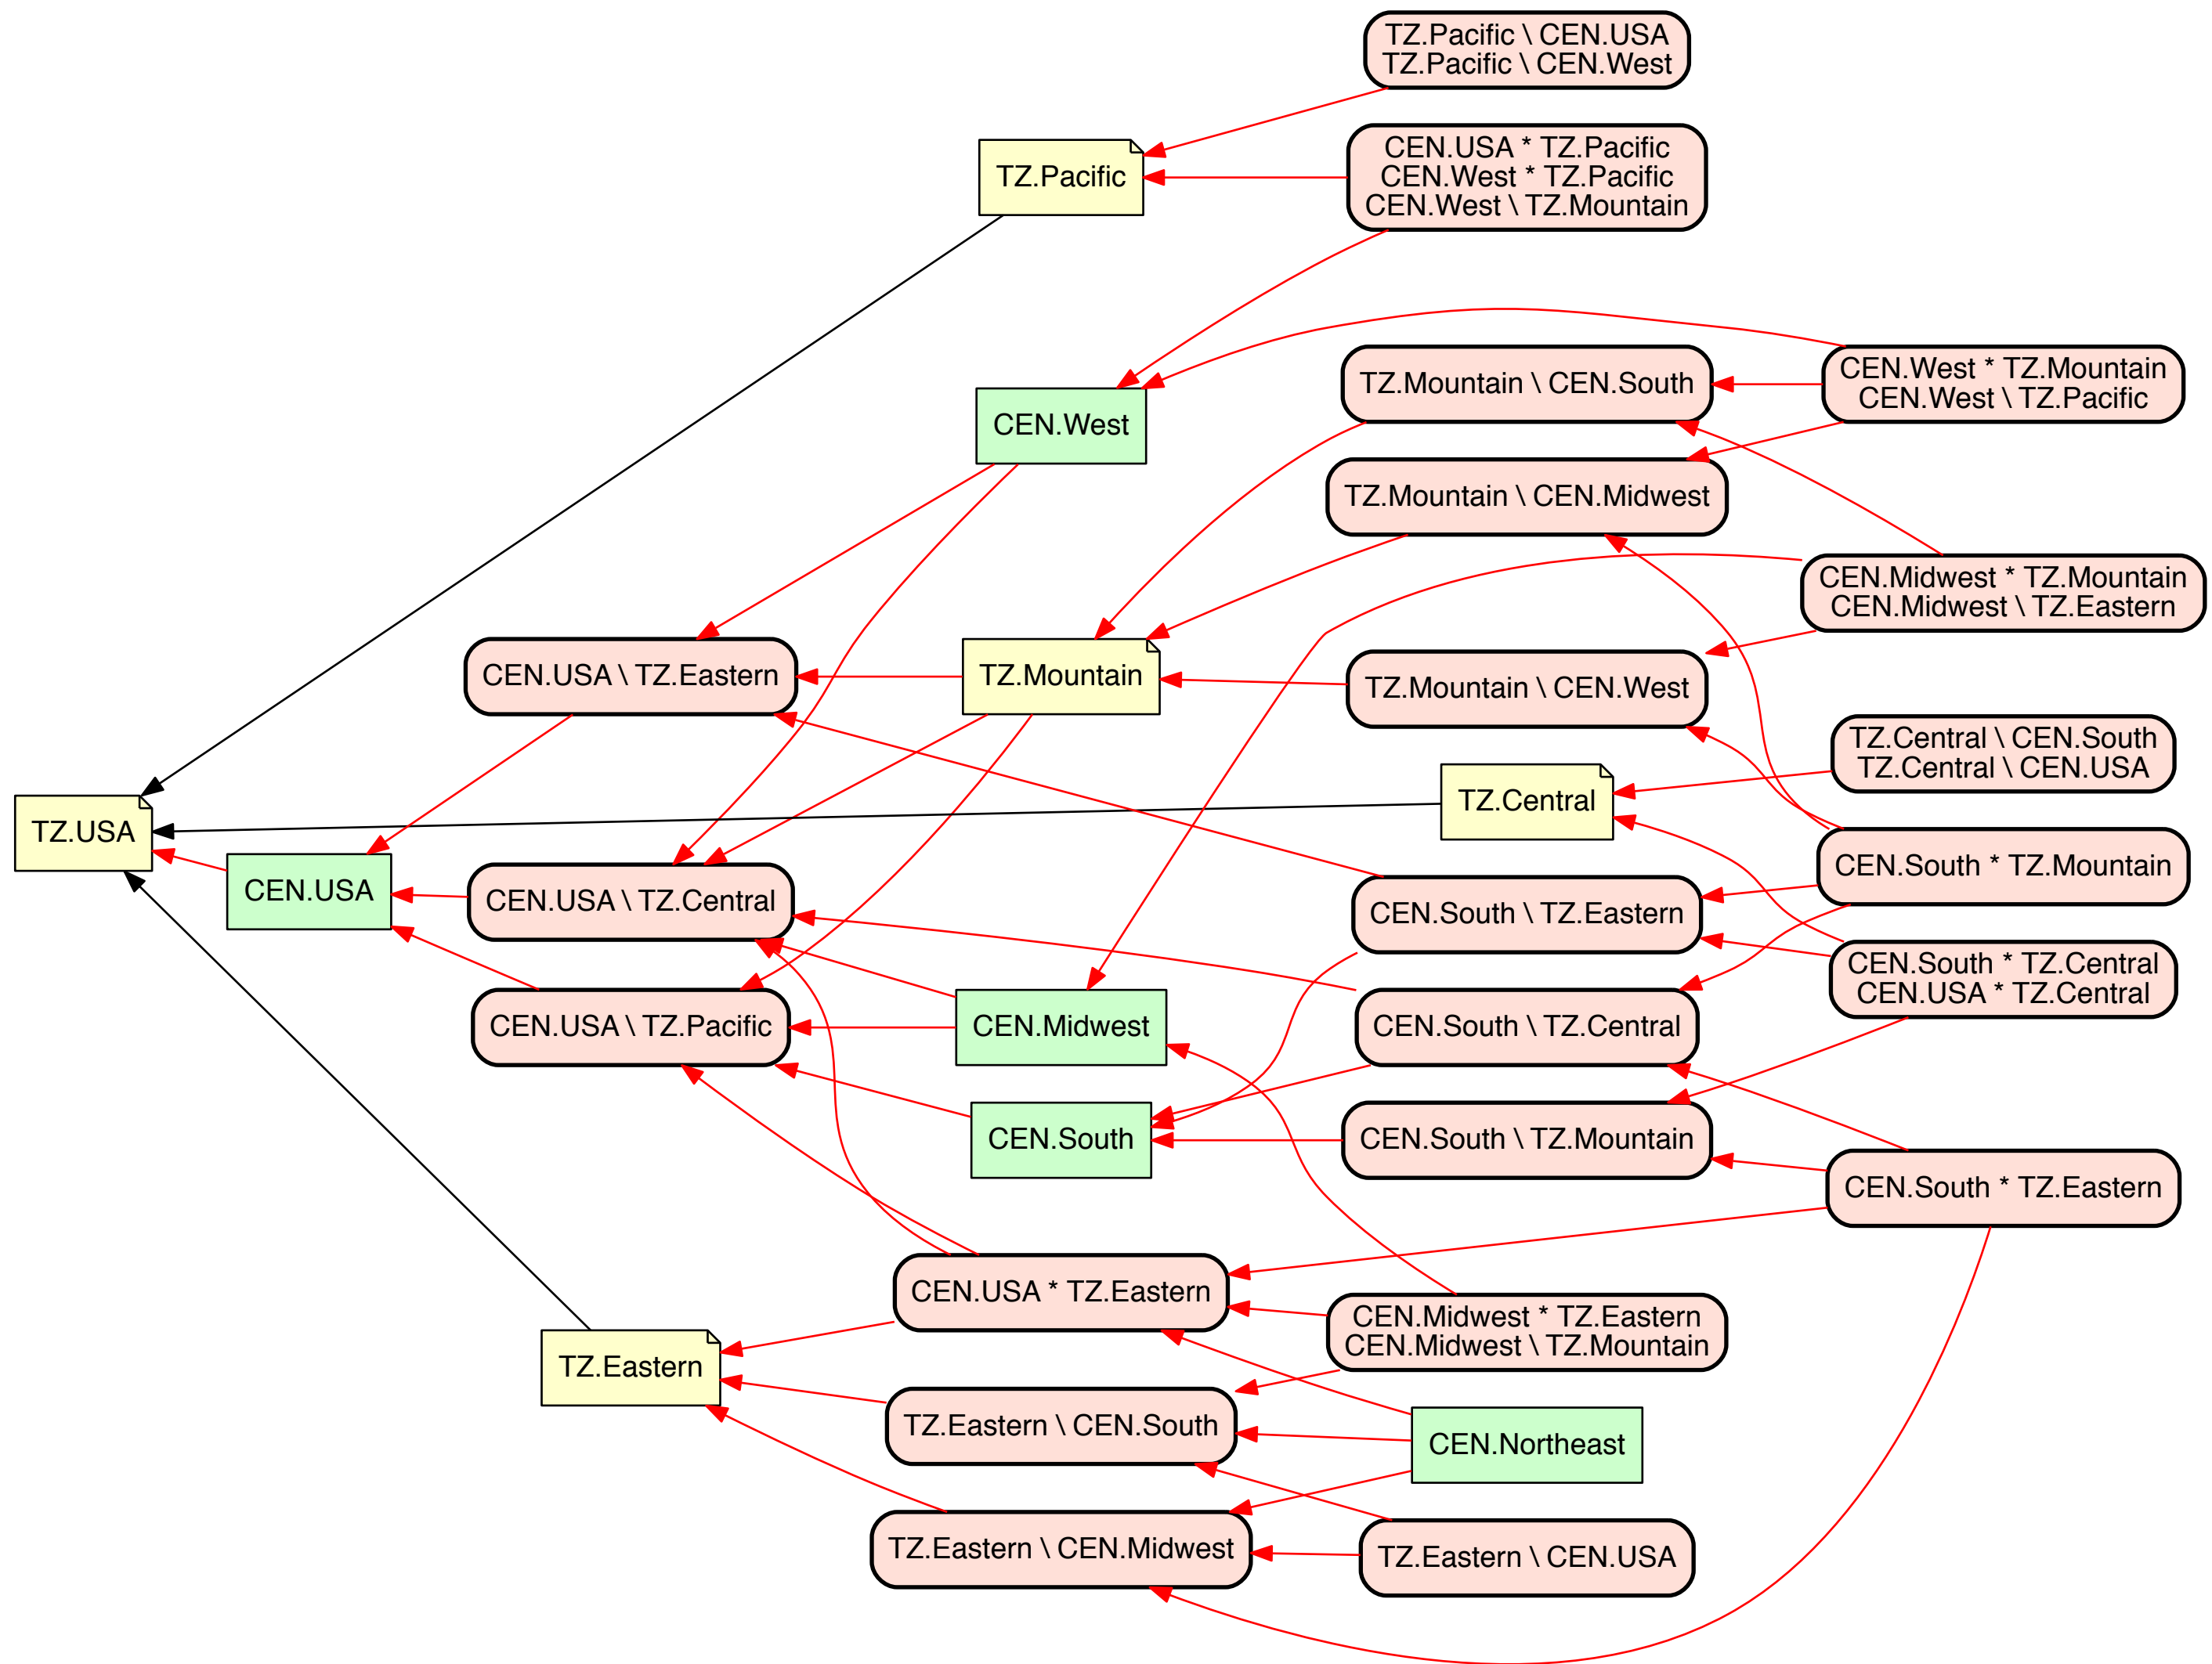 TZ.Pacific \ CEN.USA
TZ.Pacific \ CEN.West
TZ.Pacific
CEN.USA * TZ.Pacific
CEN.West * TZ.Pacific
CEN.West \ TZ.Mountain
CEN.West
TZ.Mountain \ CEN.South
CEN.West * TZ.Mountain
CEN.West \ TZ.Pacific
TZ.Mountain \ CEN.Midwest
CEN.Midwest * TZ.Mountain
CEN.Midwest \ TZ.Eastern
CEN.USA \ TZ.Eastern
TZ.Mountain
TZ.Mountain \ CEN.West
TZ.Central \ CEN.South
TZ.Central \ CEN.USA
TZ.USA
TZ.Central
CEN.USA
CEN.USA \ TZ.Central
CEN.South \ TZ.Eastern
CEN.South * TZ.Mountain
CEN.South * TZ.Central
CEN.USA * TZ.Central
CEN.USA \ TZ.Pacific
CEN.Midwest
CEN.South \ TZ.Central
CEN.South
CEN.South \ TZ.Mountain
CEN.South * TZ.Eastern
CEN.USA * TZ.Eastern
CEN.Midwest * TZ.Eastern
CEN.Midwest \ TZ.Mountain
TZ.Eastern
TZ.Eastern \ CEN.South
CEN.Northeast
TZ.Eastern \ CEN.Midwest
TZ.Eastern \ CEN.USA